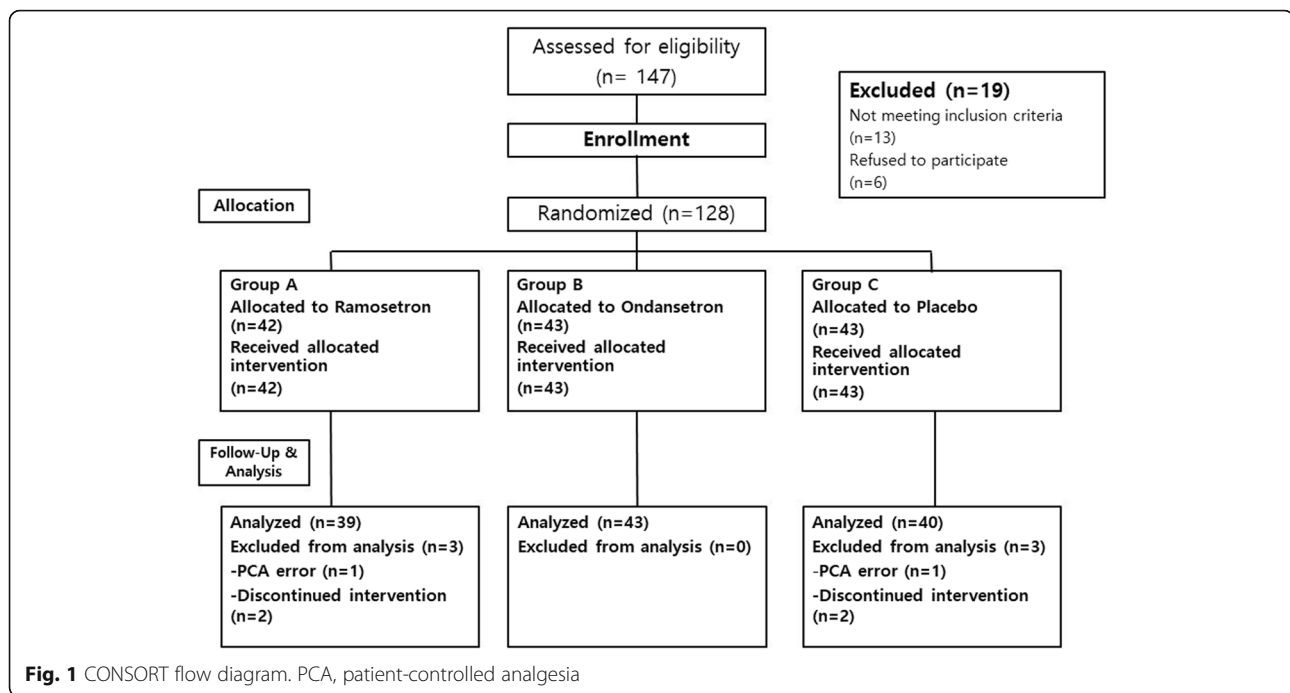 Assessed for eligibility
(n= 147)
Excluded (n=19)
Not meeting inclusion criteria
(n=13)
Refused to participate
(n=6)
Enrollment
Allocation
Randomized (n=128)
Group A
Allocated to Ramosetron
(n=42)
Received allocated
intervention
(n=42)
Group B
Allocated to Ondansetron
(n=43)
Received allocated
intervention
(n=43)
Group C
Allocated to Placebo
(n=43)
Received allocated
intervention
(n=43)
Follow-Up &
Analysis
Analyzed (n=39)
Excluded from analysis (n=3)
-PCA error (n=1)
-Discontinued intervention
(n=2)
Analyzed (n=43)
Excluded from analysis (n=0)
Analyzed (n=40)
Excluded from analysis (n=3)
-PCA error (n=1)
-Discontinued intervention
(n=2)
Fig. 1 CONSORT flow diagram. PCA, patient-controlled analgesia